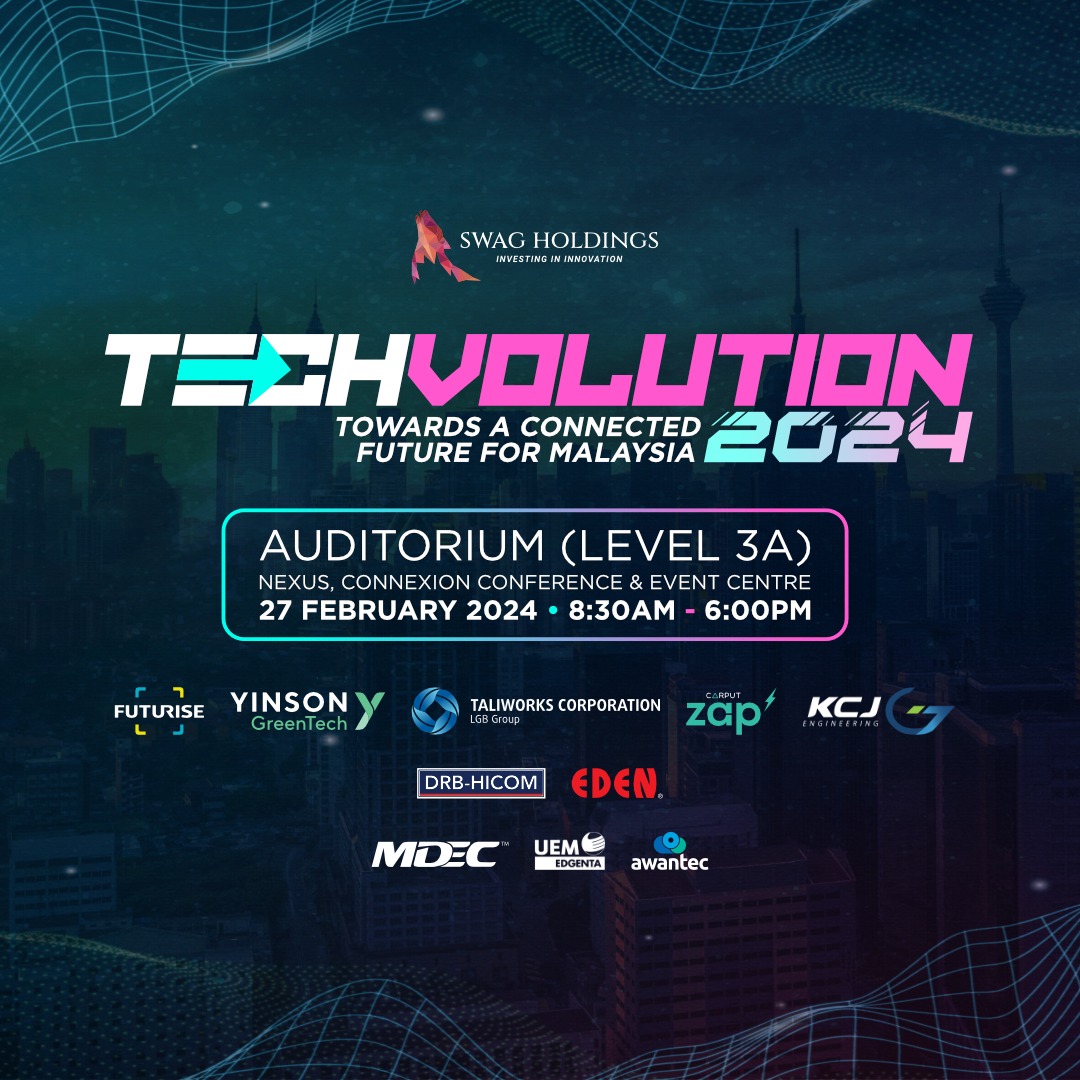 SWAG HOLDINGS
INVESTING IN INNOVATION
TECHVOLUTION
TOWARDS A CONNECTED
FUTURE FOR MALAYSIA
2024
AUDITORIUM (LEVEL 3A)
NEXUS, CONNEXION CONFERENCE & EVENT CENTRE
27 FEBRUARY 2024 • 8:30AM - 6:00PM
FUTURISE
YINSON
GreenTech
TALIWORKS CORPORATION
LGB Group
CARPUT
zap
KCJ
ENGINEERING
DRB-HICOM
EDEN®
MDEC™
UEM
EDGENTA
awantec